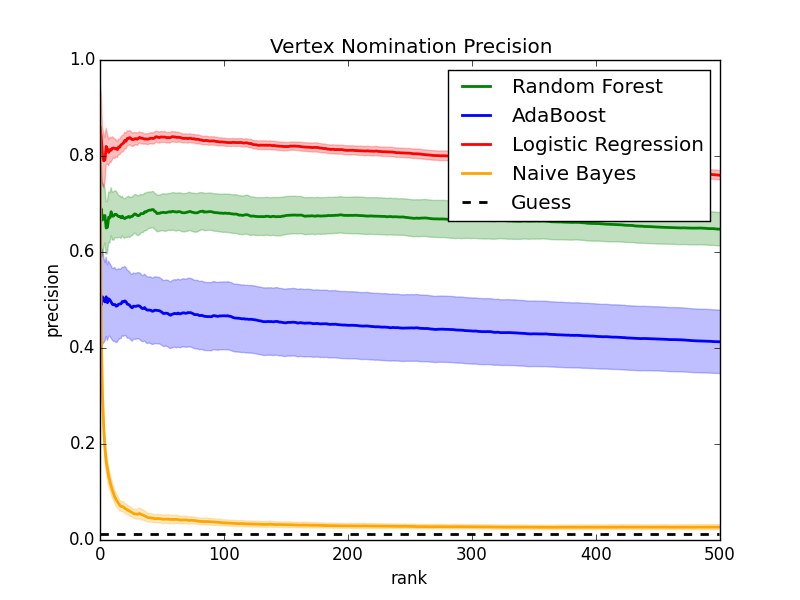 Vertex Nomination Precision
1.0
0.8
0.6
0.4
0.2
0.0
precision
Random Forest
AdaBoost
Logistic Regression
Naive Bayes
Guess
0 100 200 300 400 500
rank